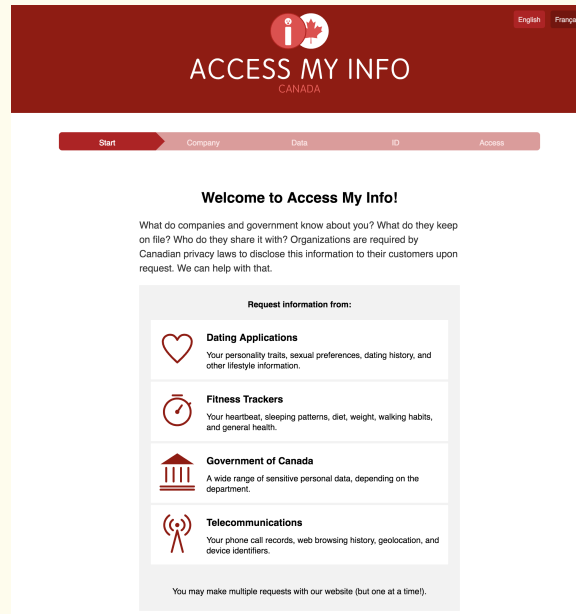 English
Françai
ACCESS MY INFO
CANADA
Start
Company
Data
ID
Access
Welcome to Access My Info!
What do companies and government know about you? What do they keep
on file? Who do they share it with? Organizations are required by
Canadian privacy laws to disclose this information to their customers upon
request. We can help with that.
Request information from:
Dating Applications
Your personality traits, sexual preferences, dating history, and
other lifestyle information.
Fitness Trackers
Your heartbeat, sleeping patterns, diet, weight, walking habits,
and general health.
Government of Canada
A wide range of sensitive personal data, depending on the
department.
Telecommunications
Your phone call records, web browsing history, geolocation, and
device identifiers.
You may make multiple requests with our website (but one at a time!).